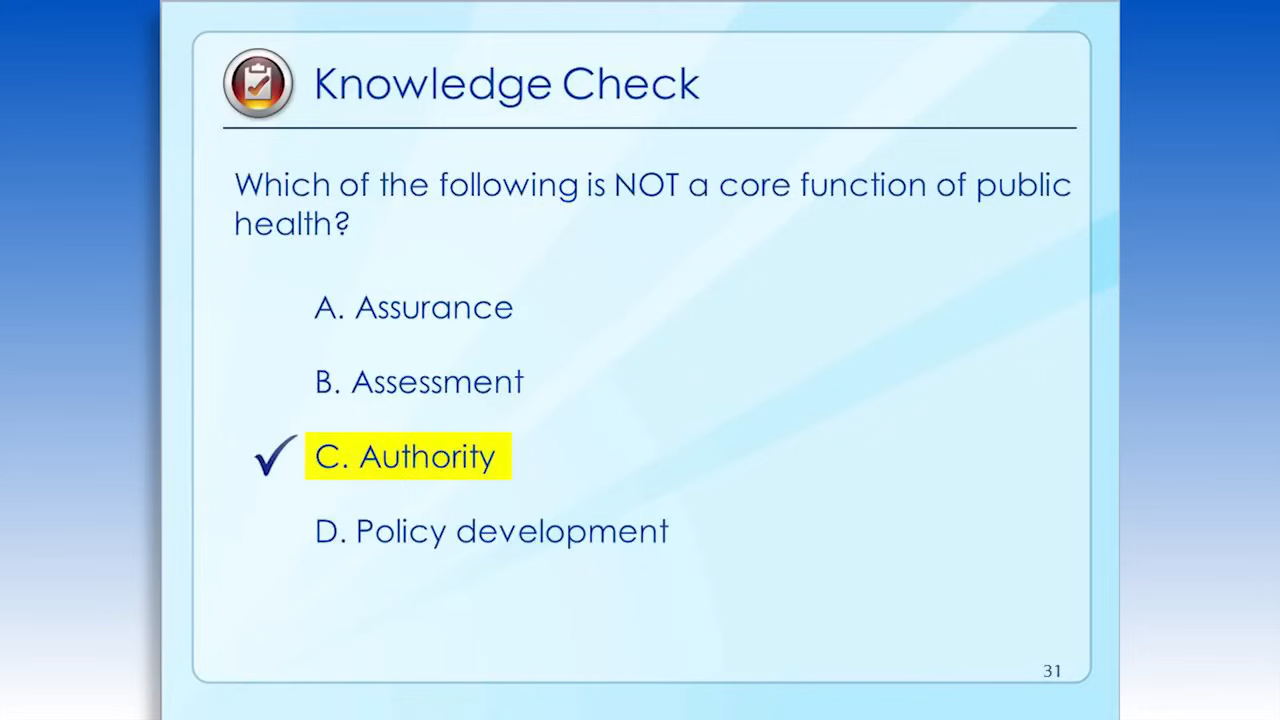 Knowledge Check
Which of the following is NOT a core function of public
health?
A. Assurance
B. Assessment
C. Authority
D. Policy development
31